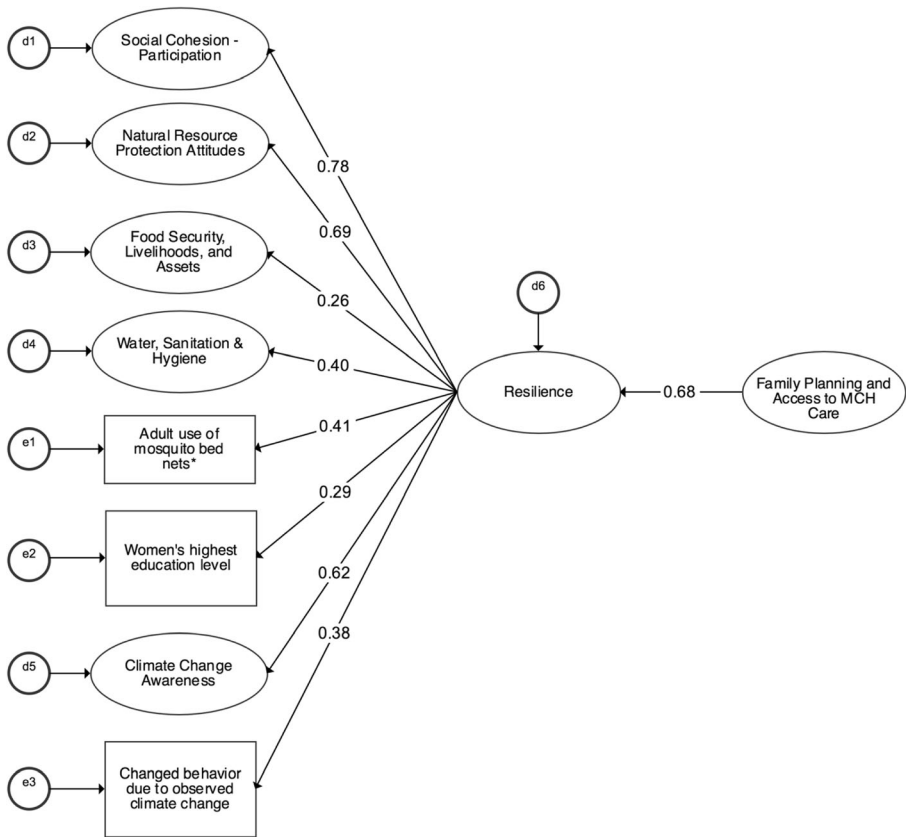 d1
Social Cohesion -
Participation
d2
Natural Resource
Protection Attitudes
0.78
0.69
d3
Food Security,
Livelihoods, and
Assets
d6
0.26
d4
Water, Sanitation &
Hygiene
0.40
Resilience
0.68
Family Planning and
Access to MCH
Care
0.41
e1
Adult use of
mosquito bed
nets*
0.29
e2
Women's highest
education level
0.62
0.38
d5
Climate Change
Awareness
e3
Changed behavior
due to observed
climate change